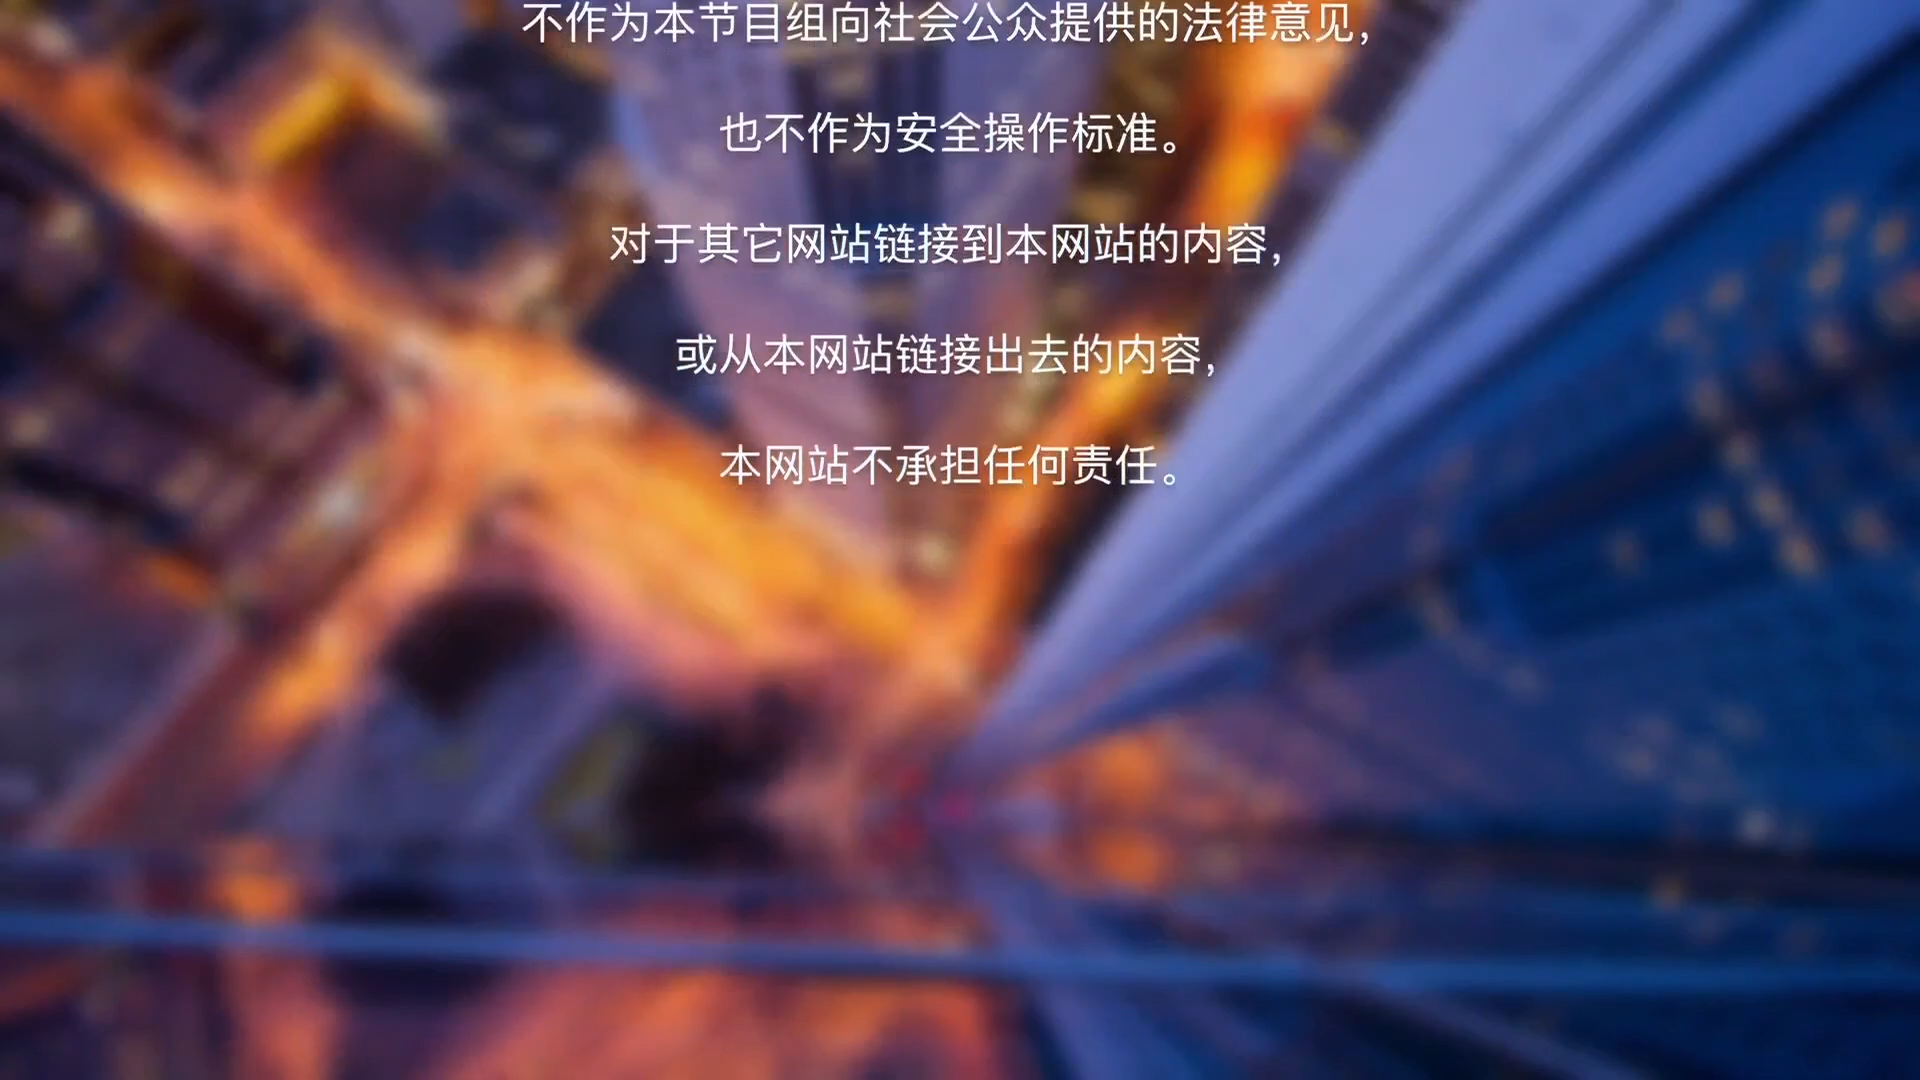 不作为本节目组向社会公众提供的法律意见，
也不作为安全操作标准。
对于其它网站链接到本网站的内容，
或从本网站链接出去的内容，
本网站不承担任何责任。